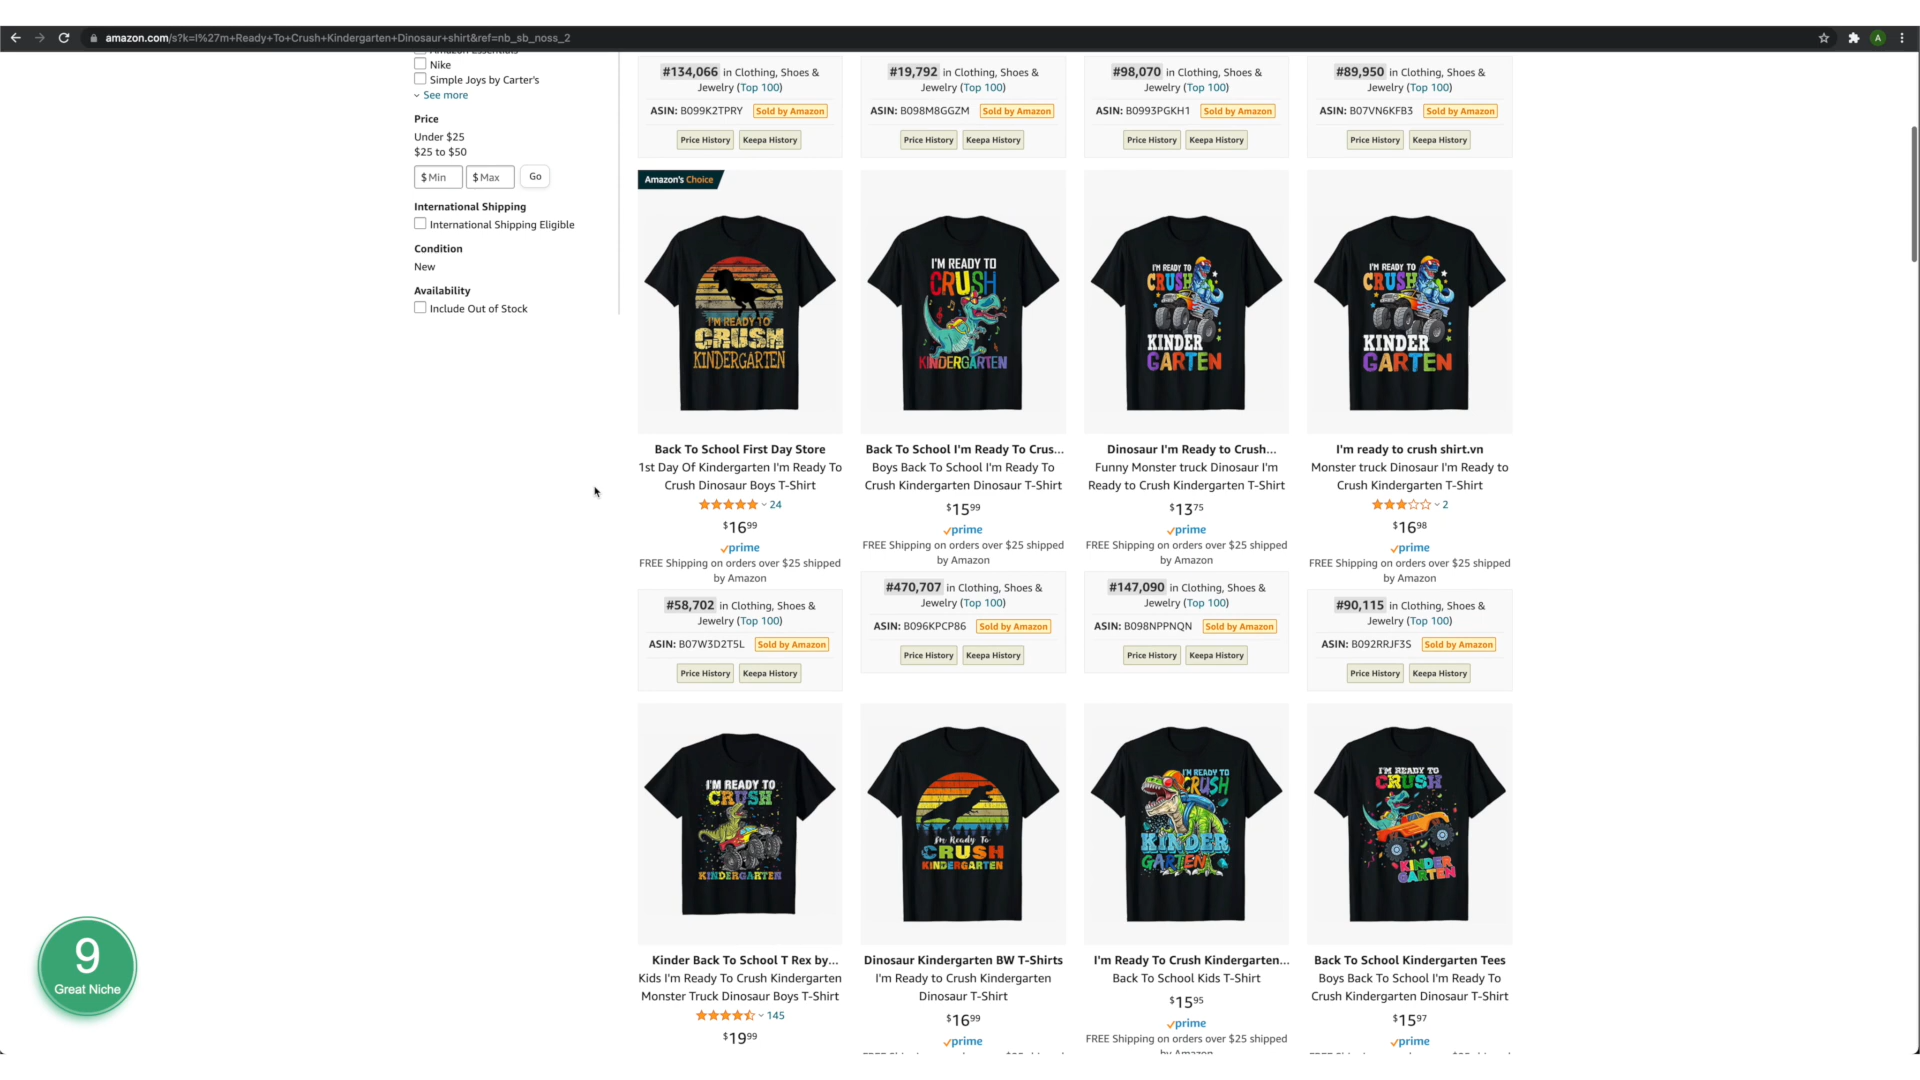 amazon.com/s?k=I%27m+Ready+To+Crush+Kindergarten+Dinosaur+shirt&ref=nb_sb_noss_2
A
Amazon Essentials
Nike
Simple Joys by Carter's
See more
Price
Under $25
$25 to $50
$ Min
$ Max
Go
International Shipping
International Shipping Eligible
Condition
New
Availability
Include Out of Stock
#134,066 in Clothing, Shoes &
Jewelry (Top 100)
ASIN: B099K2TPRY Sold by Amazon
Price History Keepa History
#19,792 in Clothing, Shoes &
Jewelry (Top 100)
ASIN: B098M8GGZM Sold by Amazon
Price History Keepa History
#98,070 in Clothing, Shoes &
Jewelry (Top 100)
ASIN: B0993PGKH1 Sold by Amazon
Price History Keepa History
#89,950 in Clothing, Shoes &
Jewelry (Top 100)
ASIN: B07VN6KFB3 Sold by Amazon
Price History Keepa History
Amazon's Choice
I'M READY TO
CRUSH
KINDERGARTEN
Back To School First Day Store
1st Day Of Kindergarten I'm Ready To
Crush Dinosaur Boys T-Shirt
24
$16 99
prime
FREE Shipping on orders over $25 shipped
by Amazon
#58,702 in Clothing, Shoes &
Jewelry (Top 100)
ASIN: B07W3D2T5L Sold by Amazon
Price History Keepa History
I'M READY TO
CRUSH
KINDERGARTEN
Back To School I'm Ready To Crus...
Boys Back To School I'm Ready To
Crush Kindergarten Dinosaur T-Shirt
$15 99
prime
FREE Shipping on orders over $25 shipped
by Amazon
#470,707 in Clothing, Shoes &
Jewelry (Top 100)
ASIN: B096KPCP86 Sold by Amazon
Price History Keepa History
I'M READY TO
CRUSH
KINDER
GARTEN
Dinosaur I'm Ready to Crush...
Funny Monster truck Dinosaur I'm
Ready to Crush Kindergarten T-Shirt
$13 75
prime
FREE Shipping on orders over $25 shipped
by Amazon
#147,090 in Clothing, Shoes &
Jewelry (Top 100)
ASIN: B098NPPNQN Sold by Amazon
Price History Keepa History
I'M READY TO
CRUSH
KINDER
GARTEN
I'm ready to crush shirt.vn
Monster truck Dinosaur I'm Ready to
Crush Kindergarten T-Shirt
2
$16 98
prime
FREE Shipping on orders over $25 shipped
by Amazon
#90,115 in Clothing, Shoes &
Jewelry (Top 100)
ASIN: B092RRJF3S Sold by Amazon
Price History Keepa History
I'M READY TO
CRUSH
KINDERGARTEN
Kinder Back To School T Rex by...
Kids I'm Ready To Crush Kindergarten
Monster Truck Dinosaur Boys T-Shirt
145
$19 99
I'm Ready To
CRUSH
KINDERGARTEN
Dinosaur Kindergarten BW T-Shirts
I'm Ready to Crush Kindergarten
Dinosaur T-Shirt
$16 99
prime
I'M READY TO
CRUSH
KINDER
GARTEN
I'm Ready To Crush Kindergarten...
Back To School Kids T-Shirt
$15 95
prime
FREE Shipping on orders over $25 shipped
by Amazon
I'M READY TO
CRUSH
KINDER
GARTEN
Back To School Kindergarten Tees
Boys Back To School I'm Ready To
Crush Kindergarten Dinosaur T-Shirt
$15 97
prime
9
Great Niche